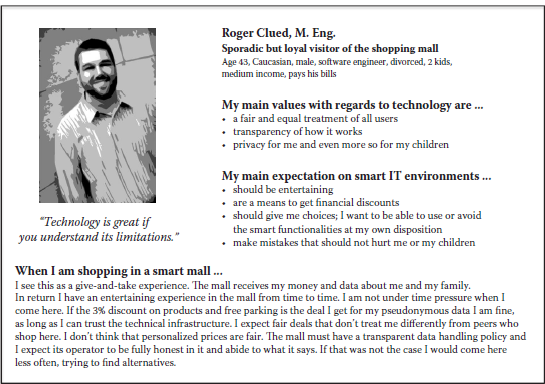 Roger Clued, M. Eng.
Sporadic but loyal visitor of the shopping mall
Age 43, Caucasian, male, software engineer, divorced, 2 kids,
medium income, pays his bills
My main values with regards to technology are ...
• a fair and equal treatment of all users
• transparency of how it works
• privacy for me and even more so for my children
My main expectation on smart IT environments ...
• should be entertaining
• are a means to get financial discounts
• should give me choices; I want to be able to use or avoid
the smart functionalities at my own disposition
• make mistakes that should not hurt me or my children
“Technology is great if
you understand its limitations.”
When I am shopping in a smart mall ...
I see this as a give-and-take experience. The mall receives my money and data about me and my family.
In return I have an entertaining experience in the mall from time to time. I am not under time pressure when I
come here. If the 3% discount on products and free parking is the deal I get for my pseudonymous data I am fine,
as long as I can trust the technical infrastructure. I expect fair deals that don’t treat me differently from peers who
shop here. I don’t think that personalized prices are fair. The mall must have a transparent data handling policy and
I expect its operator to be fully honest in it and abide to what it says. If that was not the case I would come here
less often, trying to find alternatives.